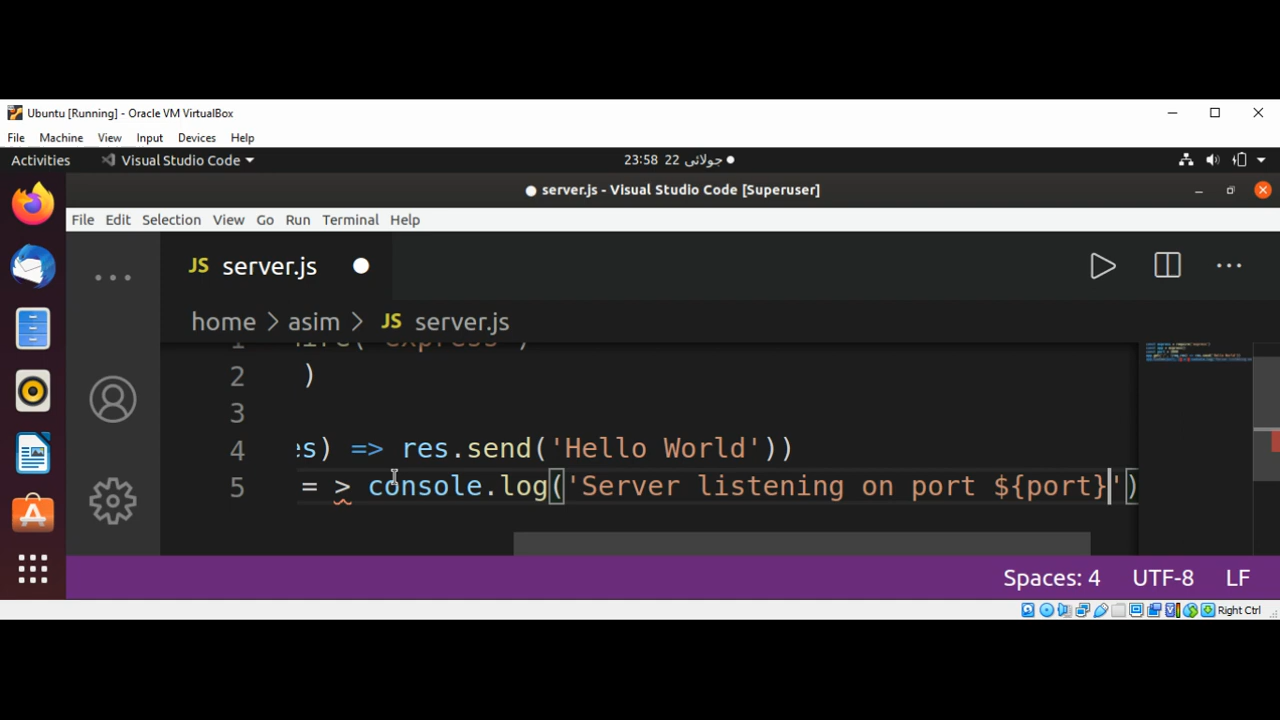 Ubuntu [Running] - Oracle VM VirtualBox
File Machine View Input Devices Help
Activities Visual Studio Code 23:58 22 جولائی
server.js - Visual Studio Code [Superuser]
File Edit Selection View Go Run Terminal Help
JS server.js
home > asim > JS server.js
2 )
3
4 es) => res.send('Hello World'))
5 = > console.log('Server listening on port ${port}')
Spaces: 4 UTF-8 LF
Right Ctrl